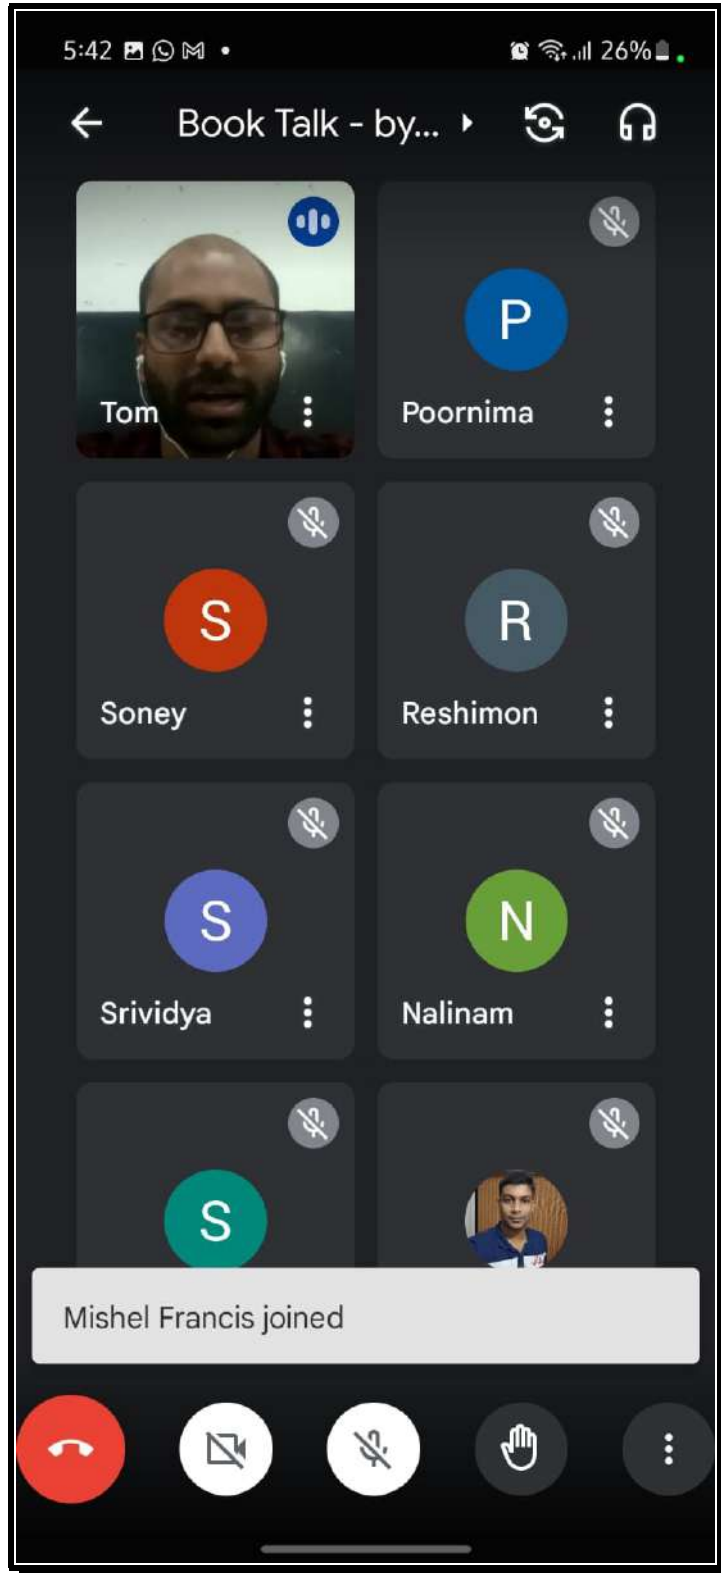 5:42 26%
Book Talk - by...
P
Tom Poornima
S R
Soney Reshimon
S N
Srividya Nalinam
S
Mishel Francis joined